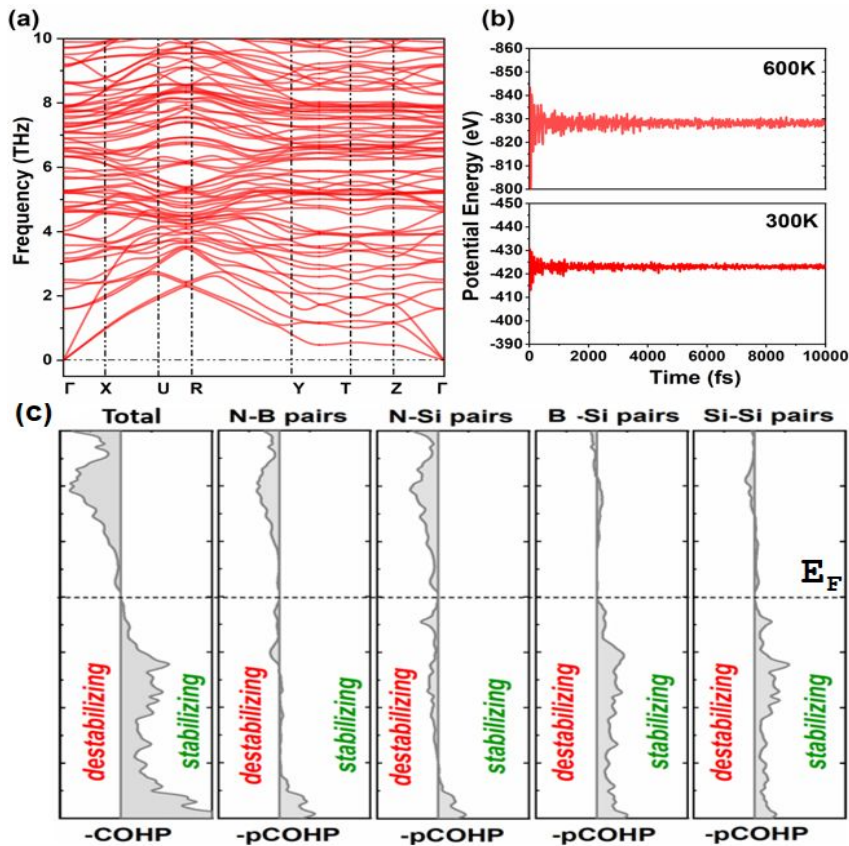 (a)
10
8
6
4
2
0
Frequency (THz)
Γ X U R Y T Z Γ
(b)
-860
-850
-840
-830
-820
-810
-800
600K
-450
-440
-430
-420
-410
-400
-390
300K
Potential Energy (eV)
0 2000 4000 6000 8000 10000
Time (fs)
(c)
Total N-B pairs N-Si pairs B -Si pairs Si-Si pairs
E_F
destabilizing stabilizing destabilizing stabilizing destabilizing stabilizing destabilizing stabilizing destabilizing stabilizing
-COHP -pCOHP -pCOHP -pCOHP -pCOHP